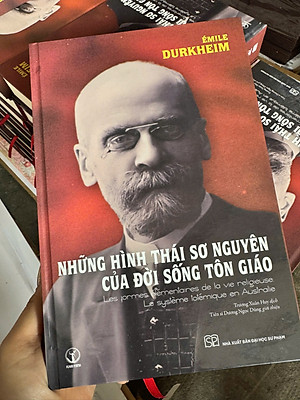 ÉMILE
DURKHEIM
NHỮNG HÌNH THÁI SƠ NGUYÊN
CỦA ĐỜI SỐNG TÔN GIÁO
Les formes élémentaires de la vie religieuse
Le système totémique en Australie
Trương Xuân Huy dịch
Tiến sĩ Dương Ngọc Dũng giới thiệu
NHÀ XUẤT BẢN ĐẠI HỌC SƯ PHẠM